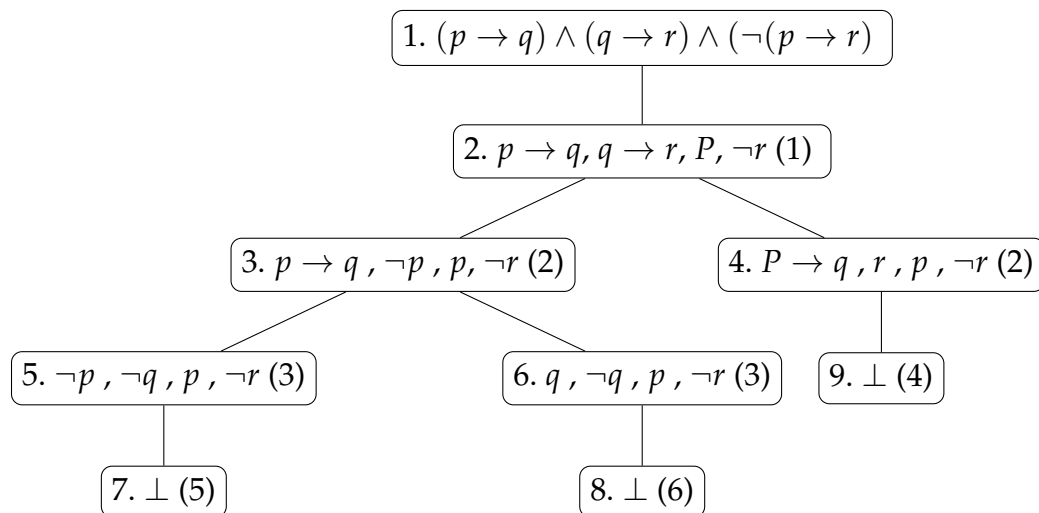 1. (p → q) ∧ (q → r) ∧ (¬(p → r)
2. p → q, q → r, P, ¬r (1)
3. p → q , ¬p , p, ¬r (2)
4. P → q , r , p , ¬r (2)
5. ¬p , ¬q , p , ¬r (3)
6. q , ¬q , p , ¬r (3)
9. ⊥ (4)
7. ⊥ (5)
8. ⊥ (6)